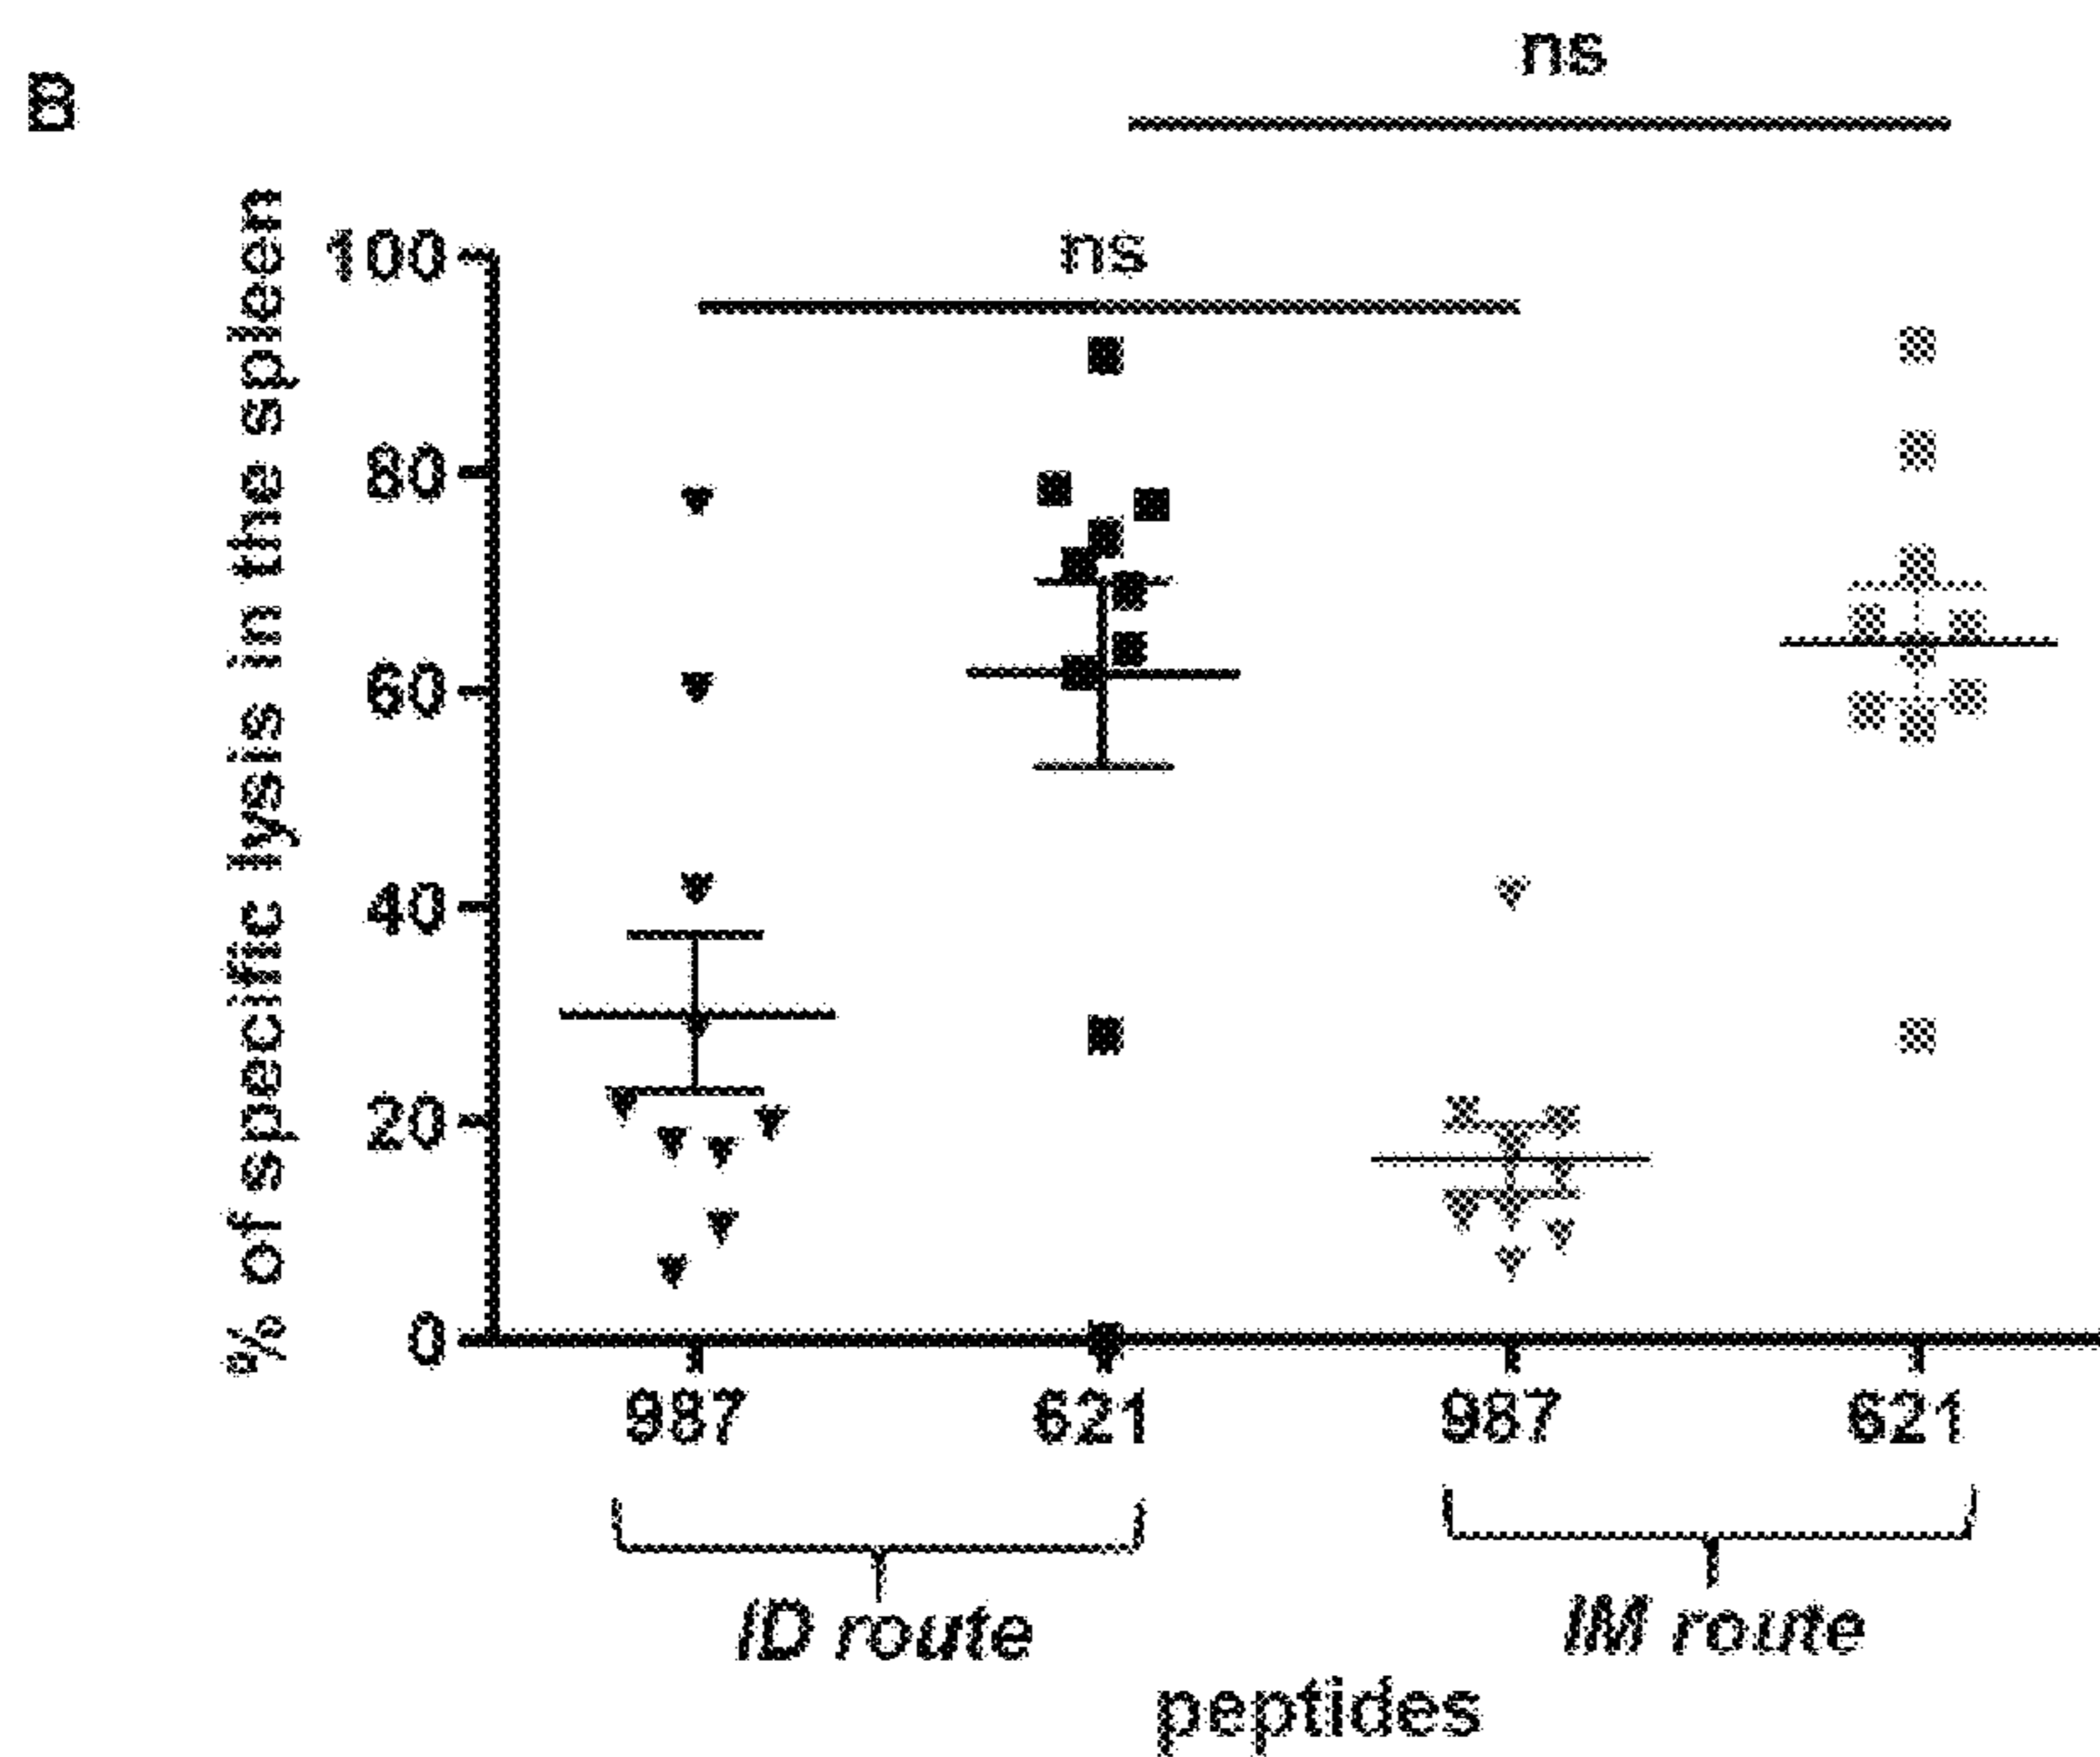 ns
% of specific lysis in the spleen
100
ns
80
60
40
20
0
987 621 987 621
ID route IM route
peptides